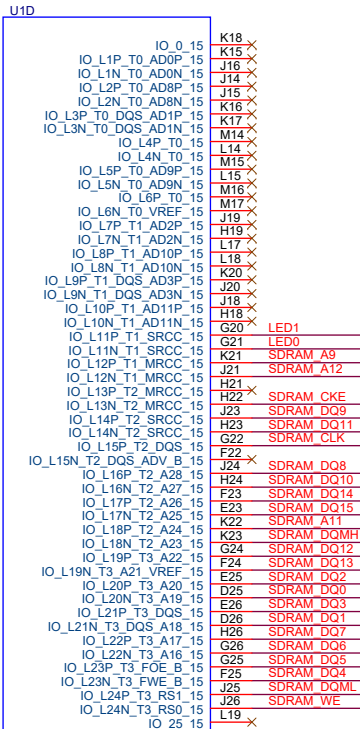 U1D
IO_0_15 K18
IO_L1P_T0_AD0P_15 K15
IO_L1N_T0_AD0N_15 J16
IO_L2P_T0_AD8P_15 J14
IO_L2N_T0_AD8N_15 J15
IO_L3P_T0_DQS_AD1P_15 K16
IO_L3N_T0_DQS_AD1N_15 K17
IO_L4P_T0_15 M14
IO_L4N_T0_15 L14
IO_L5P_T0_AD9P_15 M15
IO_L5N_T0_AD9N_15 L15
IO_L6P_T0_15 M16
IO_L6N_T0_VREF_15 M17
IO_L7P_T1_AD2P_15 J19
IO_L7N_T1_AD2N_15 H19
IO_L8P_T1_AD10P_15 L17
IO_L8N_T1_AD10N_15 L18
IO_L9P_T1_DQS_AD3P_15 K20
IO_L9N_T1_DQS_AD3N_15 J20
IO_L10P_T1_AD11P_15 J18
IO_L10N_T1_AD11N_15 H18
IO_L11P_T1_SRCC_15 G20 LED1
IO_L11N_T1_SRCC_15 G21 LED0
IO_L12P_T1_MRCC_15 K21 SDRAM_A9
IO_L12N_T1_MRCC_15 J21 SDRAM_A12
IO_L13P_T2_MRCC_15 H21
IO_L13N_T2_MRCC_15 H22 SDRAM_CKE
IO_L14P_T2_SRCC_15 J23 SDRAM_DQ9
IO_L14N_T2_SRCC_15 H23 SDRAM_DQ11
IO_L15P_T2_DQS_15 G22 SDRAM_CLK
IO_L15N_T2_DQS_ADV_B_15 F22
IO_L16P_T2_A28_15 J24 SDRAM_DQ8
IO_L16N_T2_A27_15 H24 SDRAM_DQ10
IO_L17P_T2_A26_15 F23 SDRAM_DQ14
IO_L17N_T2_A25_15 E23 SDRAM_DQ15
IO_L18P_T2_A24_15 K22 SDRAM_A11
IO_L18N_T2_A23_15 K23 SDRAM_DQMH
IO_L19P_T3_A22_15 G24 SDRAM_DQ12
IO_L19N_T3_A21_VREF_15 F24 SDRAM_DQ13
IO_L20P_T3_A20_15 E25 SDRAM_DQ2
IO_L20N_T3_A19_15 D25 SDRAM_DQ0
IO_L21P_T3_DQS_15 E26 SDRAM_DQ3
IO_L21N_T3_DQS_A18_15 D26 SDRAM_DQ1
IO_L22P_T3_A17_15 H26 SDRAM_DQ7
IO_L22N_T3_A16_15 G26 SDRAM_DQ6
IO_L23P_T3_FOE_B_15 G25 SDRAM_DQ5
IO_L23N_T3_FWE_B_15 F25 SDRAM_DQ4
IO_L24P_T3_RS1_15 J25 SDRAM_DQML
IO_L24N_T3_RS0_15 J26 SDRAM_WE
IO_25_15 L19